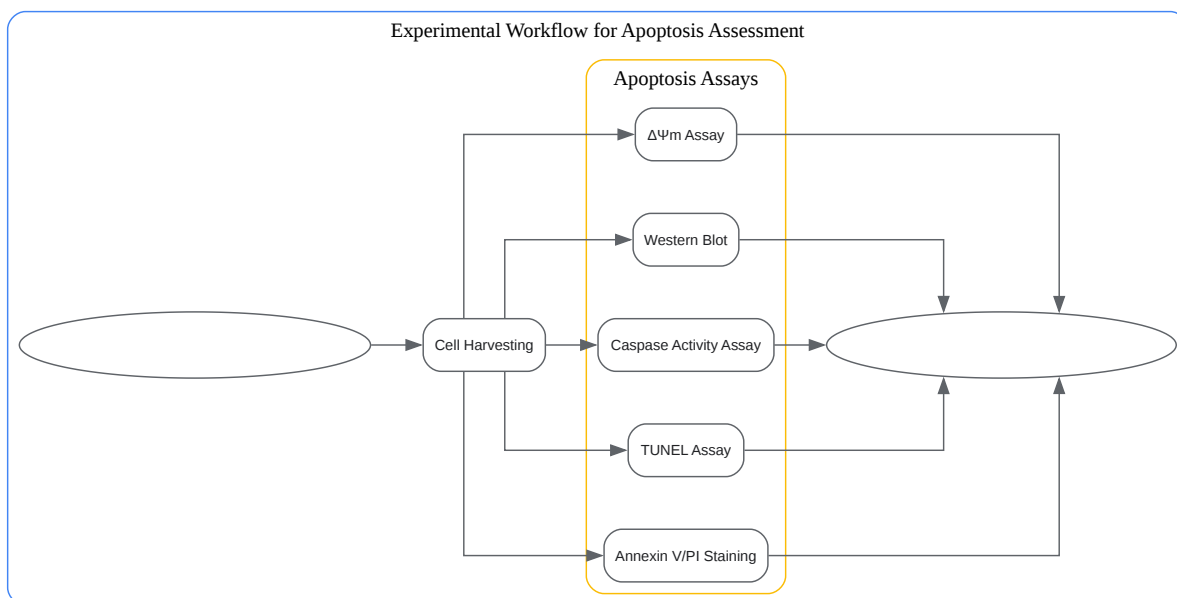 Experimental Workflow for Apoptosis Assessment
Apoptosis Assays
ΔΨm Assay
Western Blot
Cell Harvesting
Caspase Activity Assay
TUNEL Assay
Annexin V/PI Staining